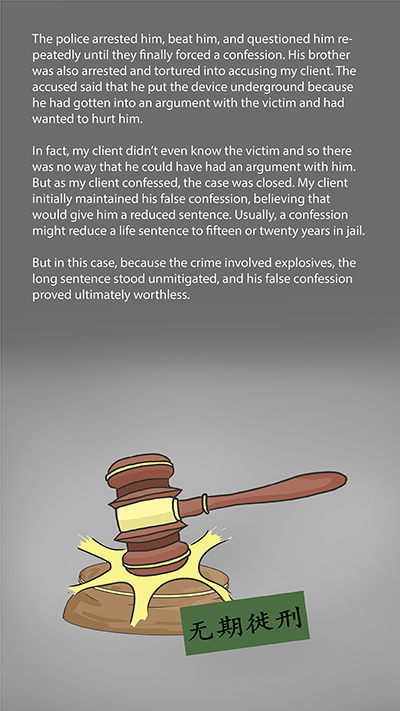 The police arrested him, beat him, and questioned him re-
peatedly until they finally forced a confession. His brother
was also arrested and tortured into accusing my client. The
accused said that he put the device underground because
he had gotten into an argument with the victim and had
wanted to hurt him.
In fact, my client didn’t even know the victim and so there
was no way that he could have had an argument with him.
But as my client confessed, the case was closed. My client
initially maintained his false confession, believing that
would give him a reduced sentence. Usually, a confession
might reduce a life sentence to fifteen or twenty years in jail.
But in this case, because the crime involved explosives, the
long sentence stood unmitigated, and his false confession
proved ultimately worthless.
无期徒刑